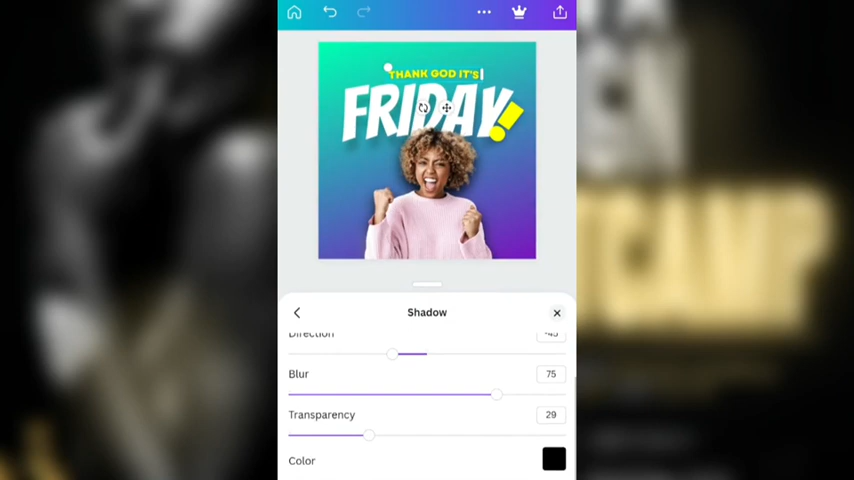 THANK GOD IT'S
FRIDAY!
Shadow
Direction
-45
Blur
75
Transparency
29
Color